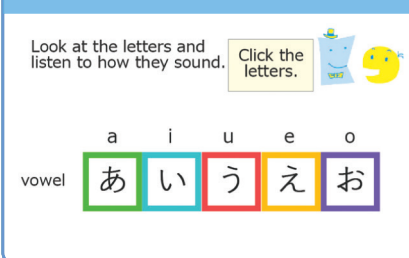 Look at the letters and
listen to how they sound.
Click the
letters.
a i u e o
vowel あ い う え お